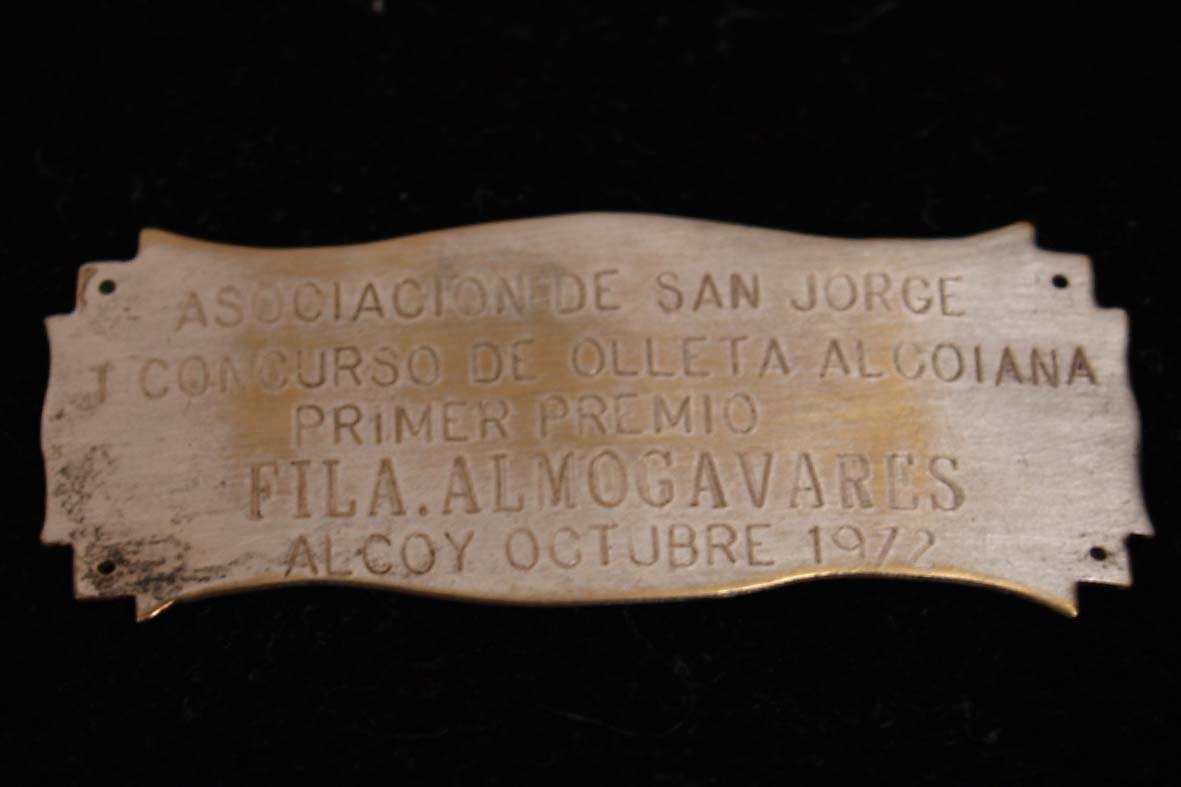 ASOCIACION DE SAN JORGE
I CONCURSO DE OLLETA ALCOIANA
PRIMER PREMIO
FILA. ALMOGAVARES
ALCOY OCTUBRE 1972